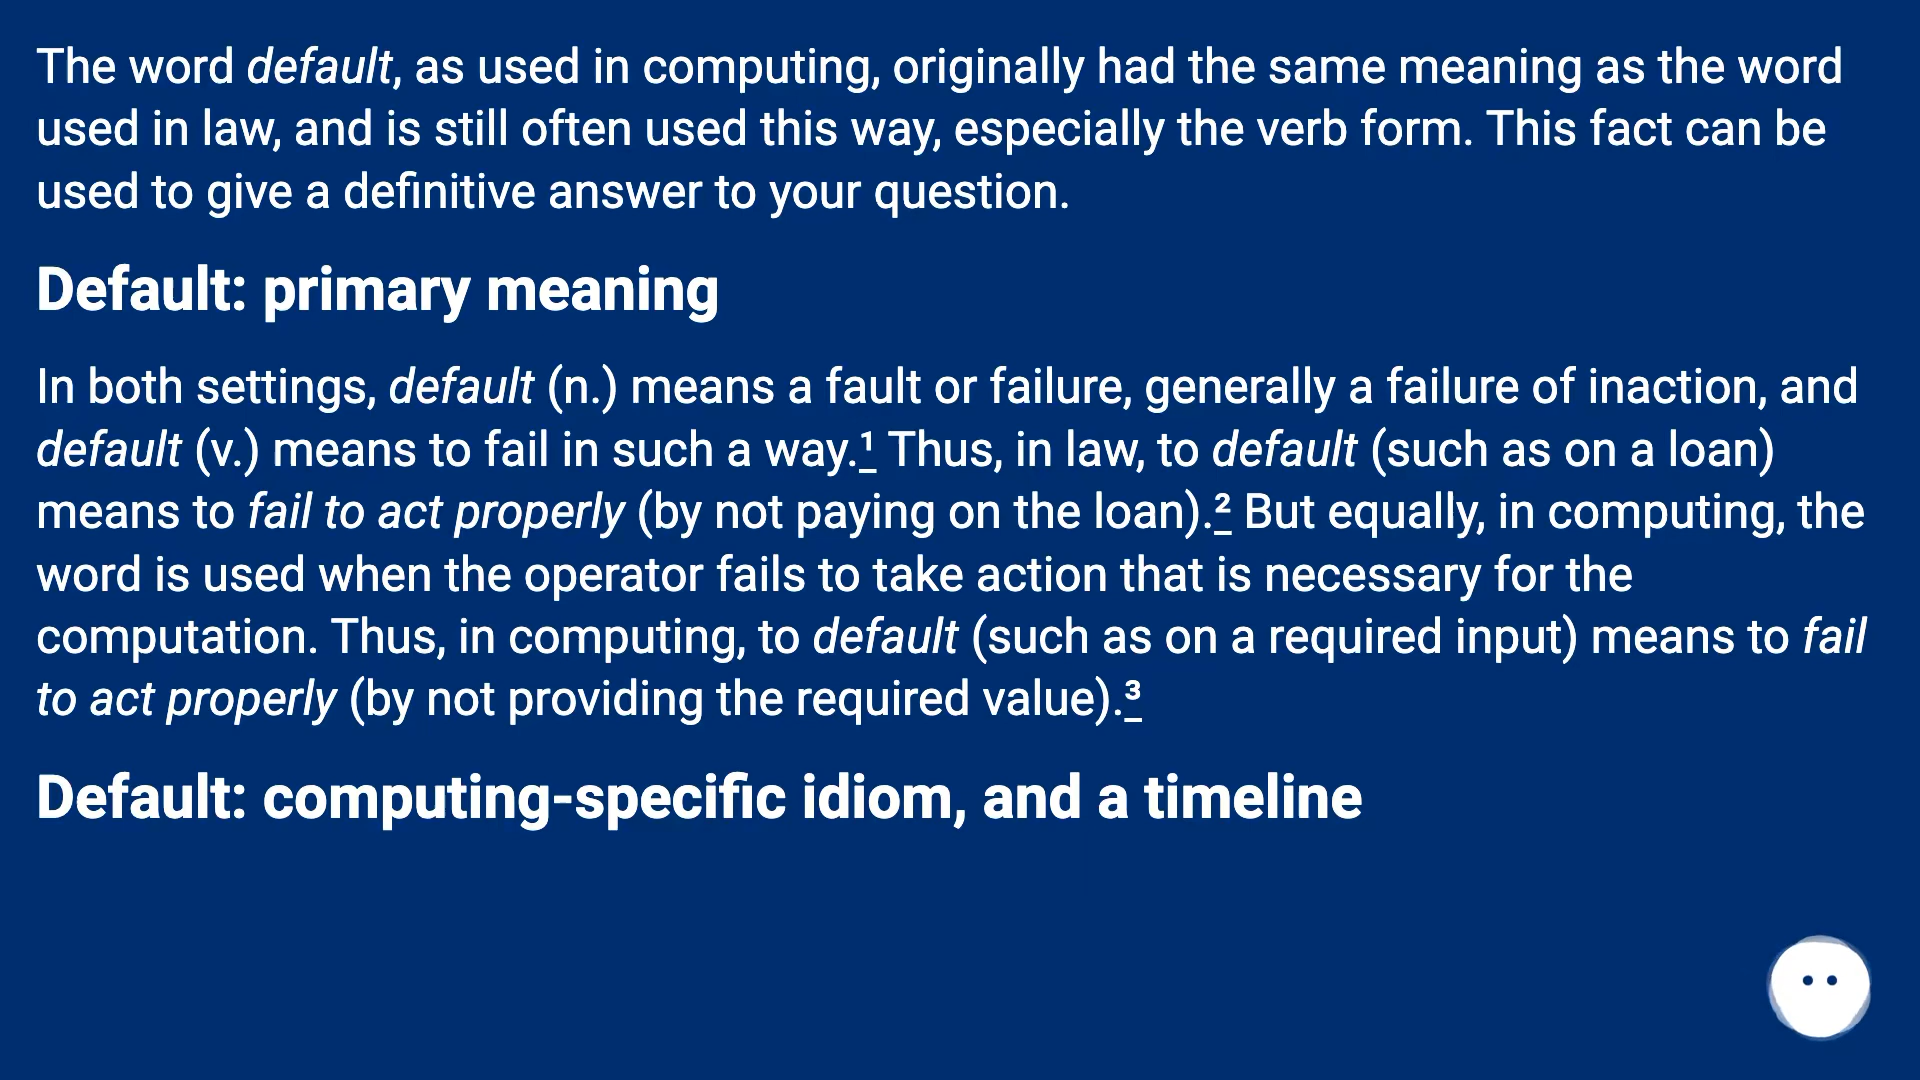 The word default, as used in computing, originally had the same meaning as the word
used in law, and is still often used this way, especially the verb form. This fact can be
used to give a definitive answer to your question.
Default: primary meaning
In both settings, default (n.) means a fault or failure, generally a failure of inaction, and
default (v.) means to fail in such a way.¹ Thus, in law, to default (such as on a loan)
means to fail to act properly (by not paying on the loan).² But equally, in computing, the
word is used when the operator fails to take action that is necessary for the
computation. Thus, in computing, to default (such as on a required input) means to fail
to act properly (by not providing the required value).³
Default: computing-specific idiom, and a timeline